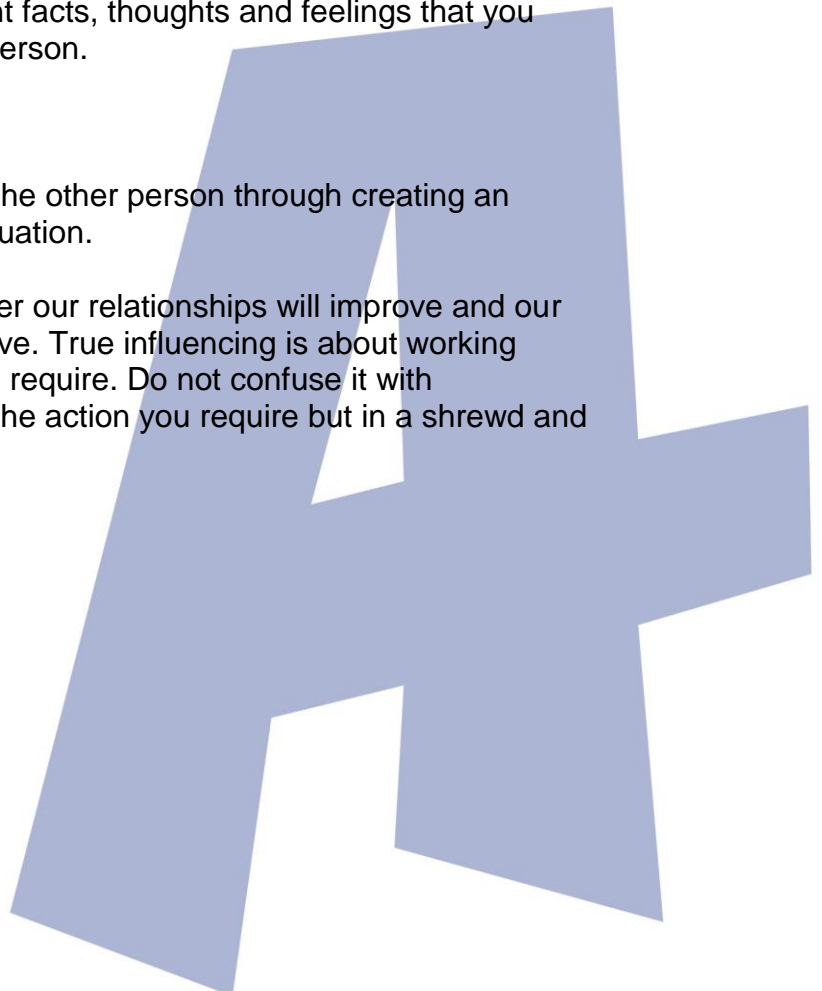 nt facts, thoughts and feelings that you
erson.
he other person through creating an
uation.
er our relationships will improve and our
ve. True influencing is about working
require. Do not confuse it with
he action you require but in a shrewd and